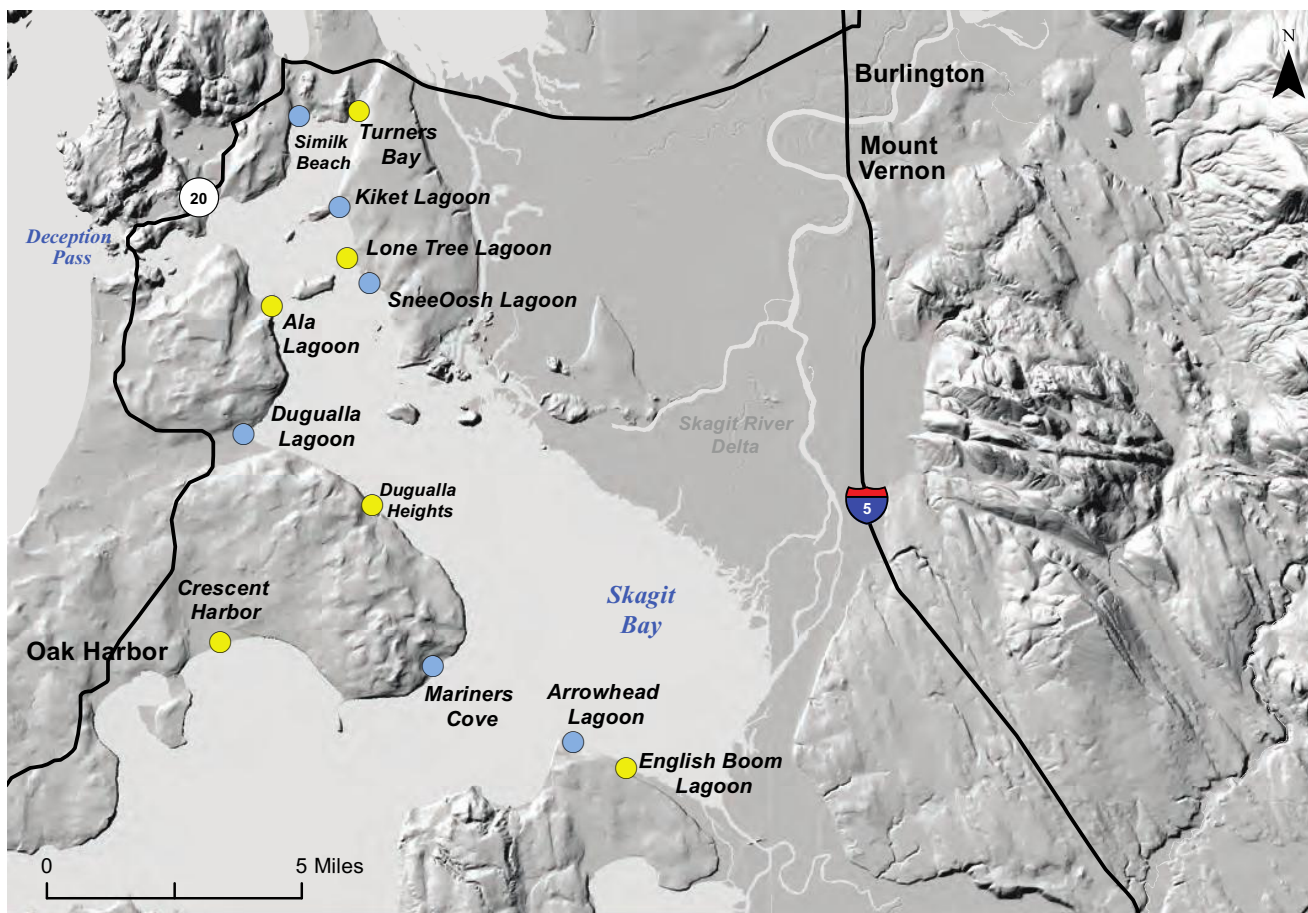 N
Burlington
Mount
Vernon
Similk
Beach
Turners
Bay
Kiket Lagoon
20
Deception
Pass
Lone Tree Lagoon
SneeOosh Lagoon
Ala
Lagoon
Dugualla
Lagoon
Skagit River
Delta
Dugualla
Heights
5
Crescent
Harbor
Skagit
Bay
Oak Harbor
Mariners
Cove
Arrowhead
Lagoon
English Boom
Lagoon
0
5 Miles